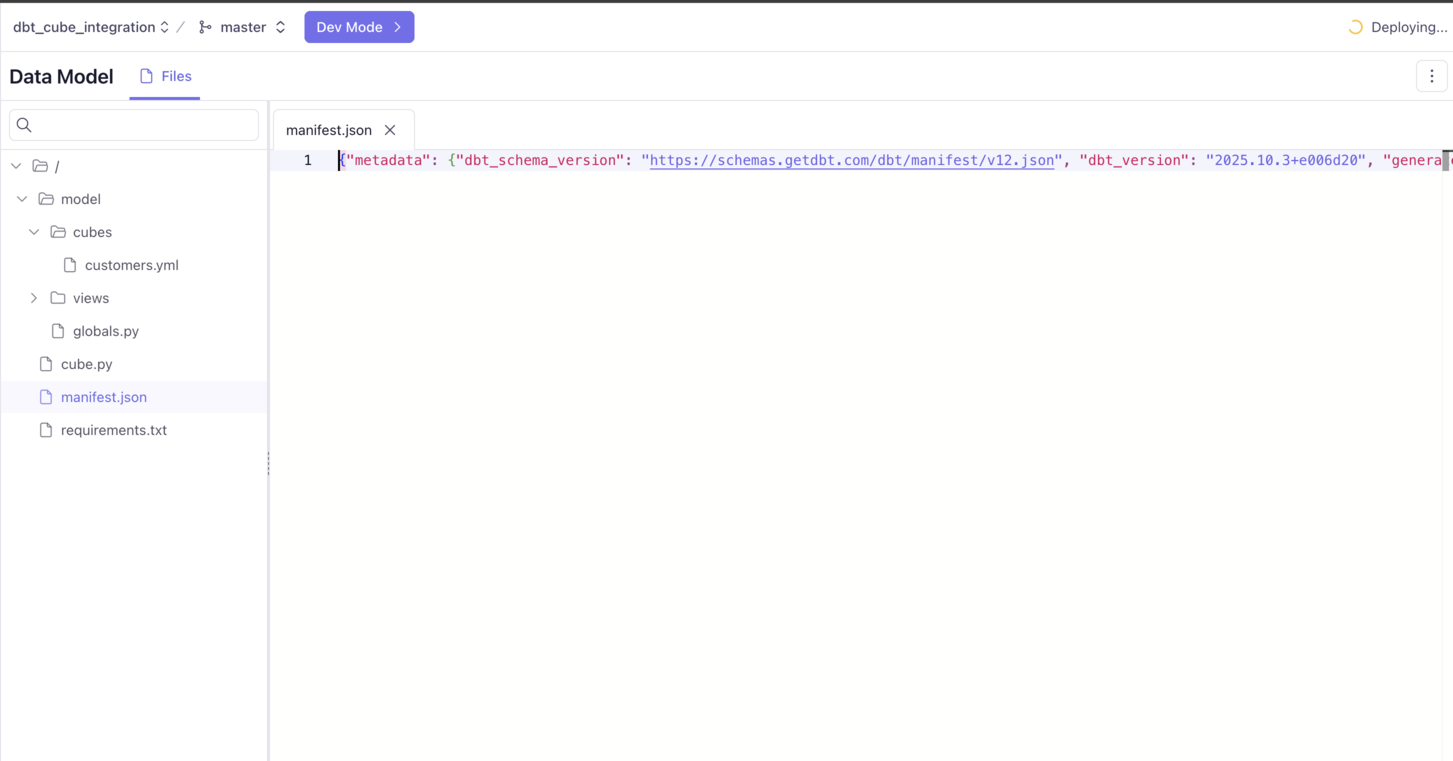 dbt_cube_integration / master Dev Mode Deploying...
Data Model Files
manifest.json
1 {"metadata": {"dbt_schema_version": "https://schemas.getdbt.com/dbt/manifest/v12.json", "dbt_version": "2025.10.3+e006d20", "genera
/
model
cubes
customers.yml
views
globals.py
cube.py
manifest.json
requirements.txt